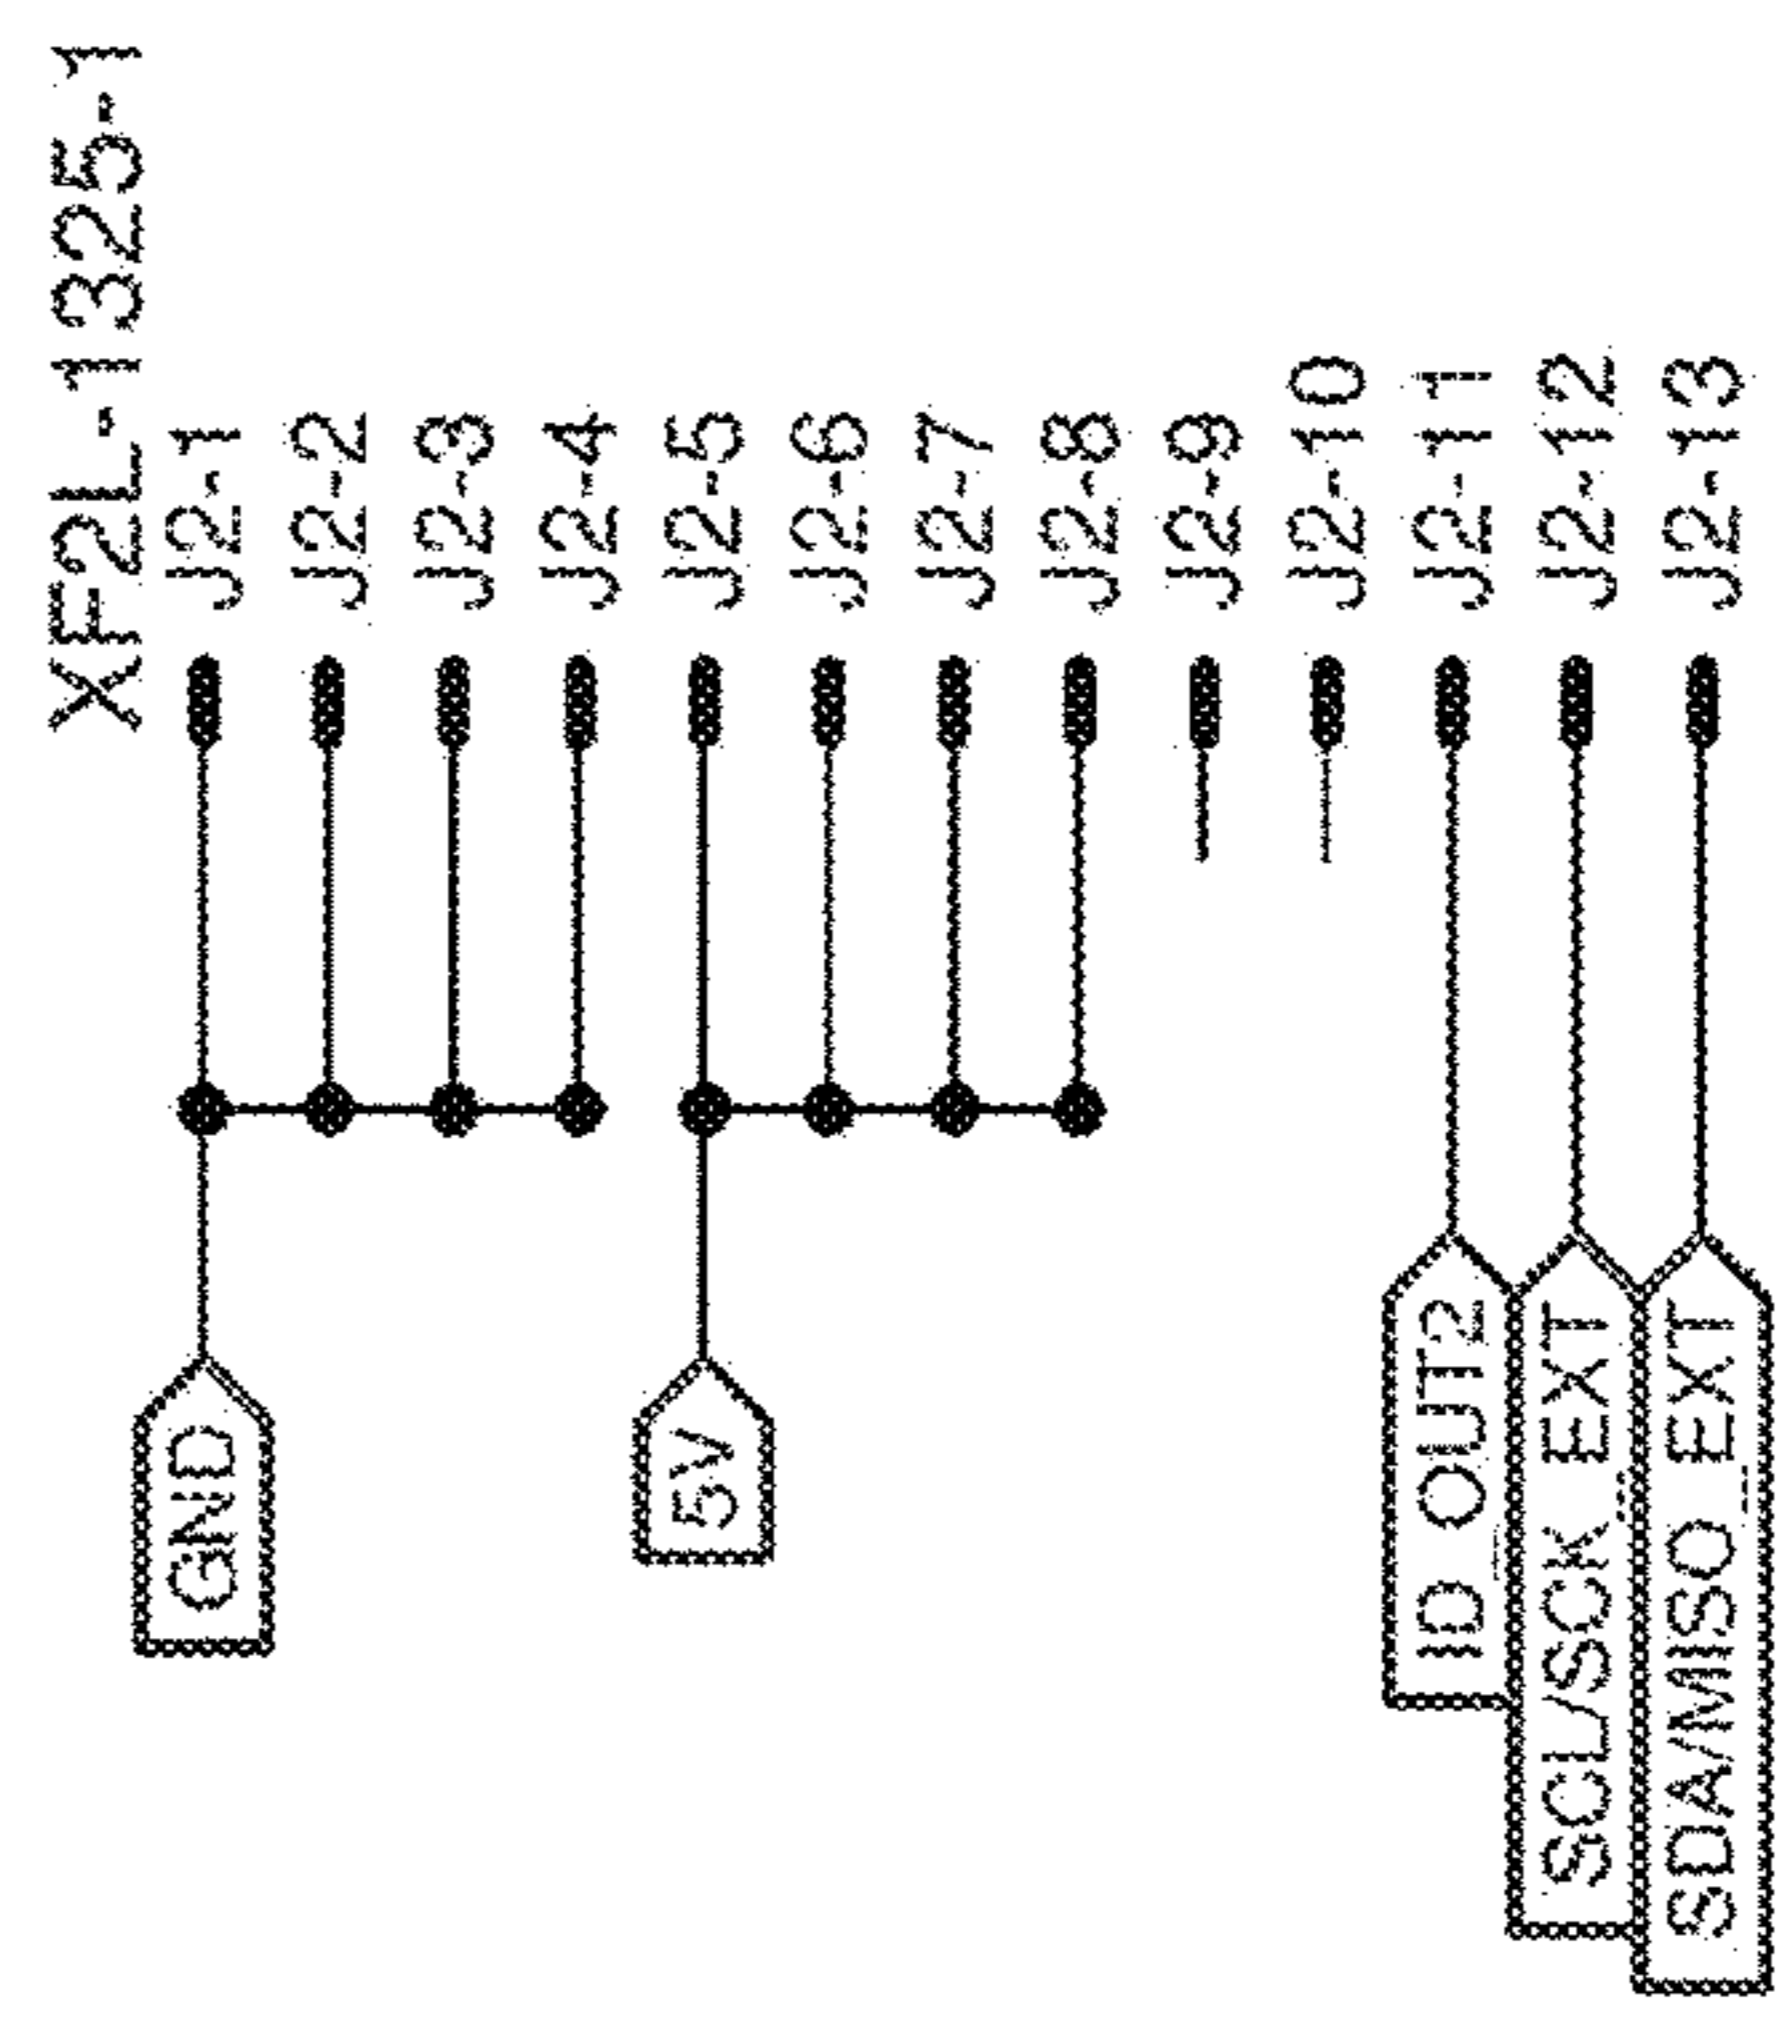 XF2L-1325-1
GND J2-1
J2-2
J2-3
J2-4
5V J2-5
J2-6
J2-7
J2-8
J2-9
J2-10
ID_OUT2 J2-11
SCL/SCK_EXT J2-12
SDA/MISO_EXT J2-13